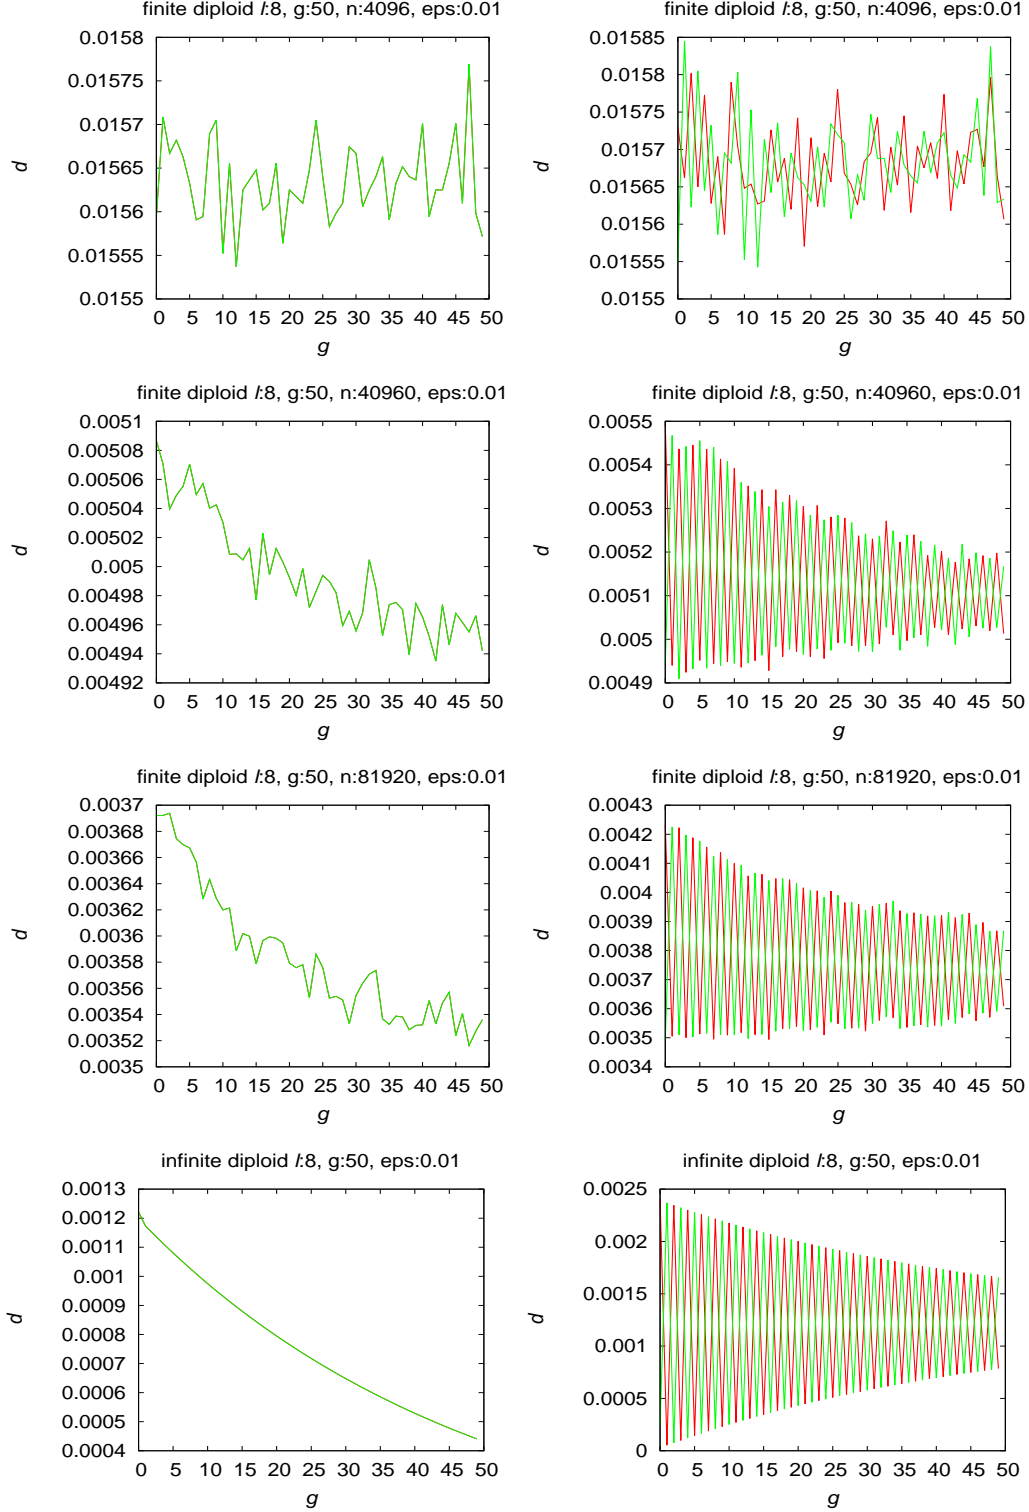 finite diploid l:8, g:50, n:4096, eps:0.01
0.0158
0.01575
0.0157
0.01565
0.0156
0.01555
0.0155
d
0 5 10 15 20 25 30 35 40 45 50
g
finite diploid l:8, g:50, n:4096, eps:0.01
0.01585
0.0158
0.01575
0.0157
0.01565
0.0156
0.01555
0.0155
d
0 5 10 15 20 25 30 35 40 45 50
g
finite diploid l:8, g:50, n:40960, eps:0.01
0.0051
0.00508
0.00506
0.00504
0.00502
0.005
0.00498
0.00496
0.00494
0.00492
d
0 5 10 15 20 25 30 35 40 45 50
g
finite diploid l:8, g:50, n:40960, eps:0.01
0.0055
0.0054
0.0053
0.0052
0.0051
0.005
0.0049
d
0 5 10 15 20 25 30 35 40 45 50
g
finite diploid l:8, g:50, n:81920, eps:0.01
0.0037
0.00368
0.00366
0.00364
0.00362
0.0036
0.00358
0.00356
0.00354
0.00352
0.0035
d
0 5 10 15 20 25 30 35 40 45 50
g
finite diploid l:8, g:50, n:81920, eps:0.01
0.0043
0.0042
0.0041
0.004
0.0039
0.0038
0.0037
0.0036
0.0035
0.0034
d
0 5 10 15 20 25 30 35 40 45 50
g
infinite diploid l:8, g:50, eps:0.01
0.0013
0.0012
0.0011
0.001
0.0009
0.0008
0.0007
0.0006
0.0005
0.0004
d
0 5 10 15 20 25 30 35 40 45 50
g
infinite diploid l:8, g:50, eps:0.01
0.0025
0.002
0.0015
0.001
0.0005
0
d
0 5 10 15 20 25 30 35 40 45 50
g